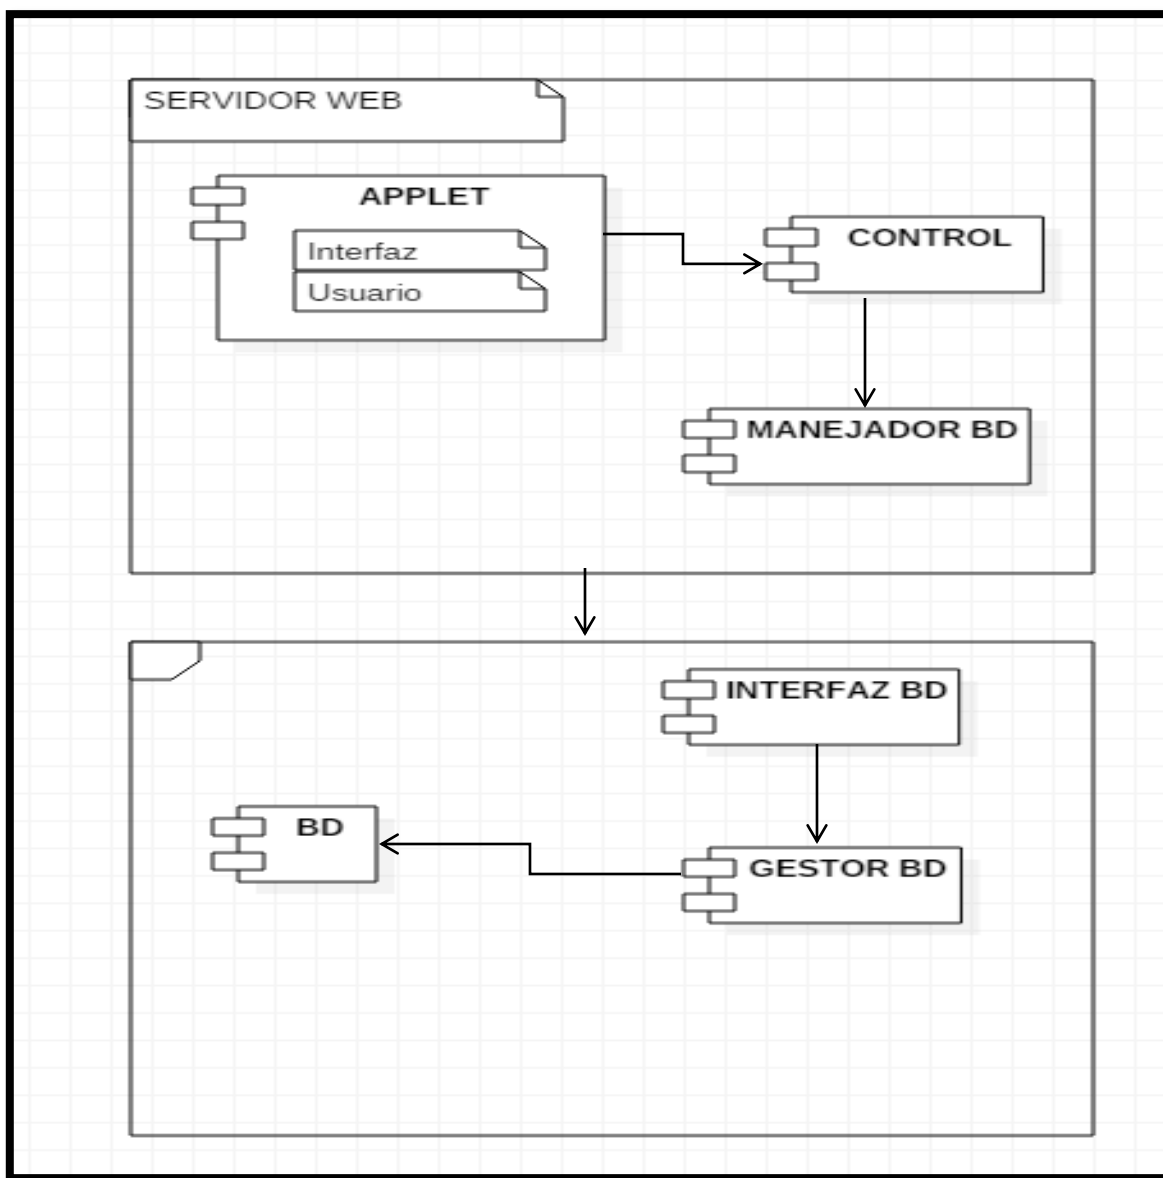 SERVIDOR WEB
APPLET
Interfaz
Usuario
CONTROL
MANEJADOR BD
INTERFAZ BD
BD
GESTOR BD